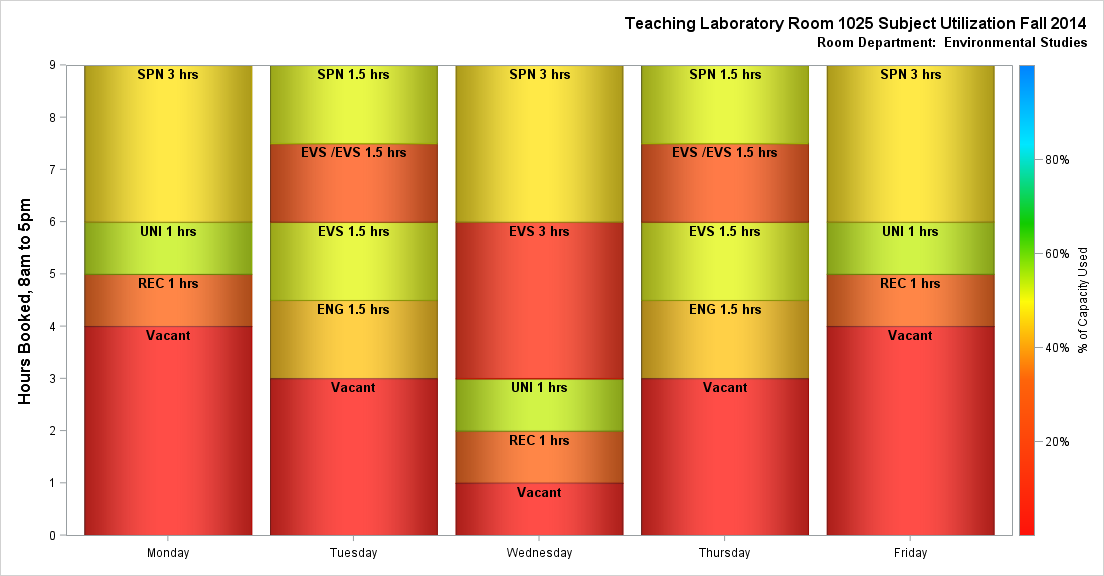 Teaching Laboratory Room 1025 Subject Utilization Fall 2014
Room Department: Environmental Studies
Hours Booked, 8am to 5pm
9
8
7
6
5
4
3
2
1
0
SPN 3 hrs
UNI 1 hrs
REC 1 hrs
Vacant
Monday
SPN 1.5 hrs
EVS /EVS 1.5 hrs
EVS 1.5 hrs
ENG 1.5 hrs
Vacant
Tuesday
SPN 3 hrs
EVS 3 hrs
UNI 1 hrs
REC 1 hrs
Vacant
Wednesday
SPN 1.5 hrs
EVS /EVS 1.5 hrs
EVS 1.5 hrs
ENG 1.5 hrs
Vacant
Thursday
SPN 3 hrs
UNI 1 hrs
REC 1 hrs
Vacant
Friday
80%
60%
40%
20%
% of Capacity Used